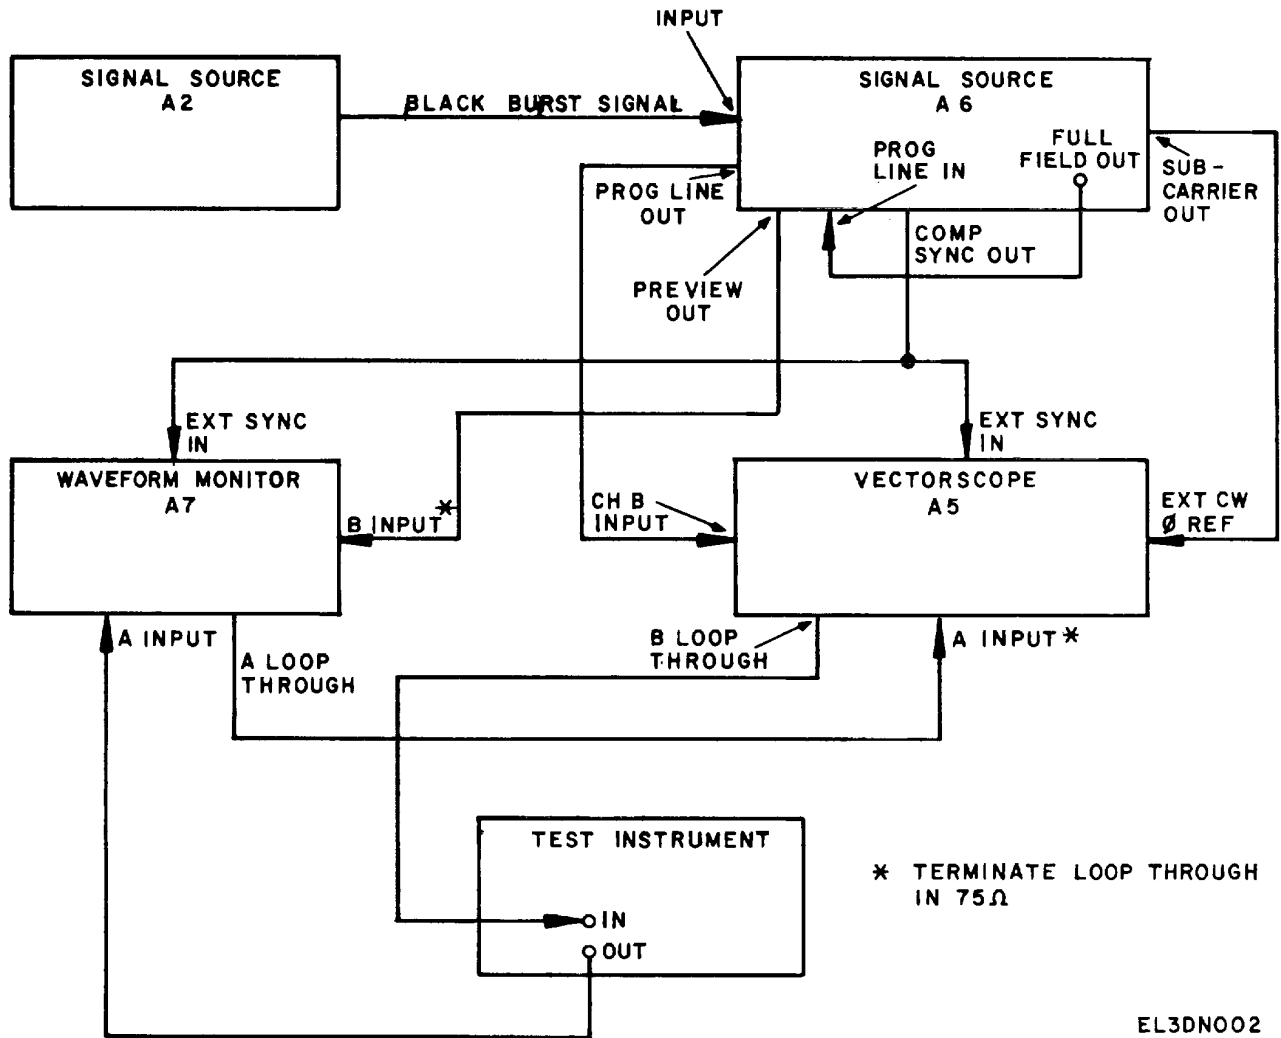 INPUT
SIGNAL SOURCE
A2
BLACK BURST SIGNAL
SIGNAL SOURCE
A6
FULL
FIELD OUT
PROG
LINE IN
SUB-
CARRIER
OUT
PROG LINE
OUT
COMP
SYNC OUT
PREVIEW
OUT
EXT SYNC
IN
EXT SYNC
IN
WAVEFORM MONITOR
A7
B INPUT *
CH B
INPUT
VECTORSCOPE
A5
EXT CW
Ø REF
A INPUT
A LOOP
THROUGH
B LOOP
THROUGH
A INPUT *
TEST INSTRUMENT
IN
OUT
* TERMINATE LOOP THROUGH
IN 75Ω
EL3DN002